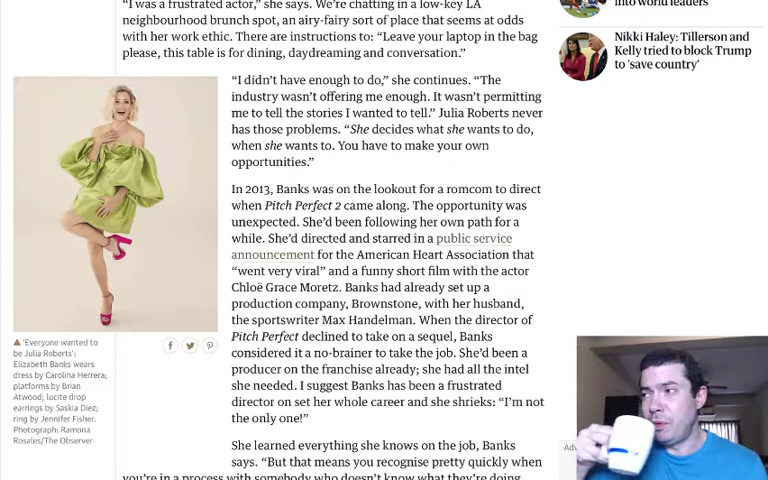 "I was a frustrated actor," she says. We're chatting in a low-key LA
neighbourhood brunch spot, an airy-fairy sort of place that seems at odds
with her work ethic. There are instructions to: "Leave your laptop in the bag
please, this table is for dining, daydreaming and conversation."
"I didn't have enough to do," she continues. "The
industry wasn't offering me enough. It wasn't permitting
me to tell the stories I wanted to tell." Julia Roberts never
has those problems. "She decides what she wants to do,
when she wants to. You have to make your own
opportunities."
In 2013, Banks was on the lookout for a romcom to direct
when Pitch Perfect 2 came along. The opportunity was
unexpected. She'd been following her own path for a
while. She'd directed and starred in a public service
announcement for the American Heart Association that
"went very viral" and a funny short film with the actor
Chloë Grace Moretz. Banks had already set up a
production company, Brownstone, with her husband,
the sportswriter Max Handelman. When the director of
Pitch Perfect declined to take on a sequel, Banks
considered it a no-brainer to take the job. She'd been a
producer on the franchise already; she had all the intel
she needed. I suggest Banks has been a frustrated
director on set her whole career and she shrieks: "I'm not
the only one!"
She learned everything she knows on the job, Banks
says. "But that means you recognise pretty quickly when
you're in a process with somebody who doesn't know what they're doing
▲ 'Everyone wanted to
be Julia Roberts':
Elizabeth Banks wears
dress by Carolina Herrera;
platforms by Brian
Atwood; lucite drop
earrings by Saskia Diez;
ring by Jennifer Fisher.
Photograph: Ramona
Rosales/The Observer
into world leaders
Nikki Haley: Tillerson and
Kelly tried to block Trump
to 'save country'
Adv